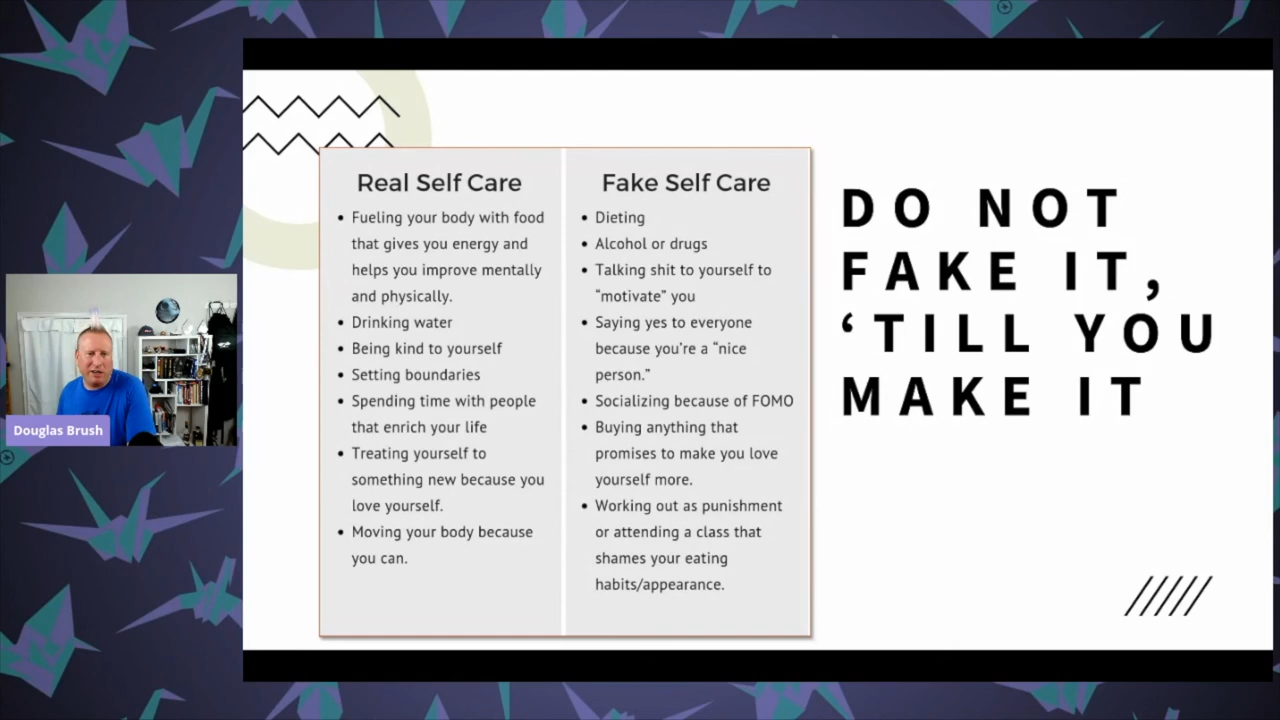 Real Self Care
• Fueling your body with food
that gives you energy and
helps you improve mentally
and physically.
• Drinking water
• Being kind to yourself
• Setting boundaries
• Spending time with people
that enrich your life
• Treating yourself to
something new because you
love yourself.
• Moving your body because
you can.
Fake Self Care
• Dieting
• Alcohol or drugs
• Talking shit to yourself to
“motivate” you
• Saying yes to everyone
because you’re a “nice
person.”
• Socializing because of FOMO
• Buying anything that
promises to make you love
yourself more.
• Working out as punishment
or attending a class that
shames your eating
habits/appearance.
DO NOT
FAKE IT,
‘TILL YOU
MAKE IT
Douglas Brush